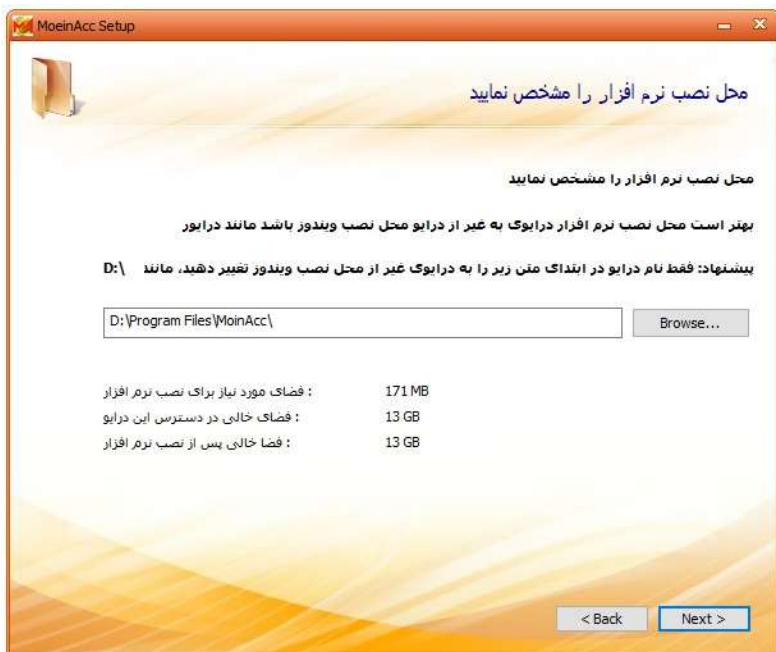 MoeinAcc Setup
محل نصب نرم افزار را مشخص نمایید
محل نصب نرم افزار را مشخص نمایید
بهتر است محل نصب نرم افزار درایوی به غیر از درایو محل نصب ویندوز باشد مانند درایور
پیشنهاد: فقط نام درایو در ابتدای متن زیر را به درایوی غیر از محل نصب ویندوز تغییر دهید، مانند D:\
D:\Program Files\MoinAcc\
Browse...
فضای مورد نیاز برای نصب نرم افزار : 171 MB
فضای خالی در دسترس این درایو : 13 GB
فضا خالی پس از نصب نرم افزار : 13 GB
< Back
Next >